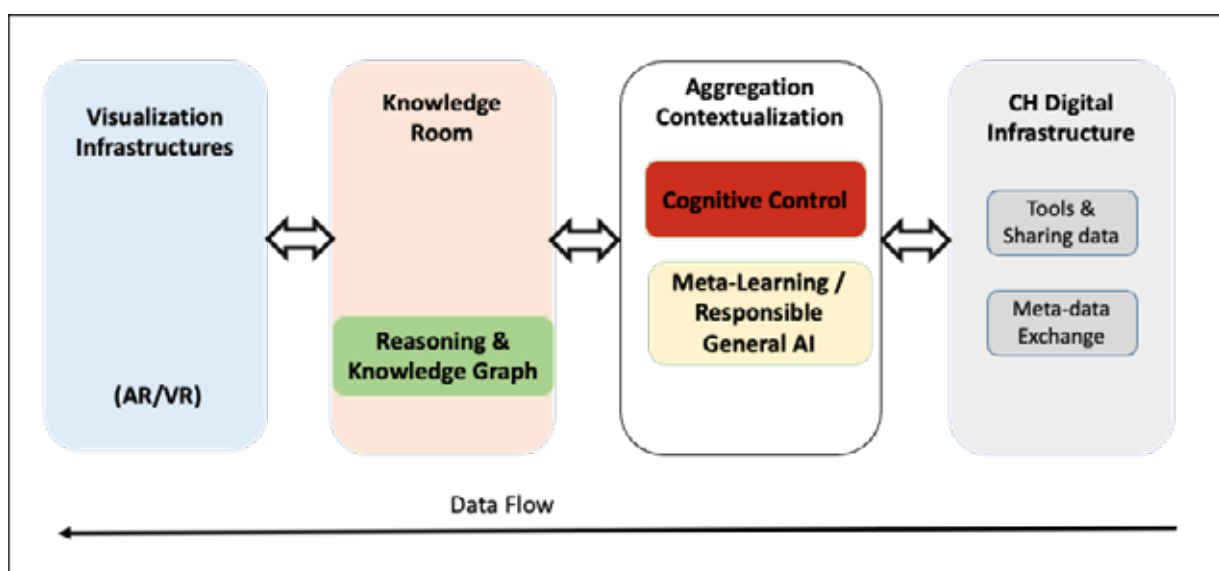 Visualization
Infrastructures
(AR/VR)
Knowledge
Room
Reasoning &
Knowledge Graph
Aggregation
Contextualization
Cognitive Control
Meta-Learning /
Responsible
General AI
CH Digital
Infrastructure
Tools &
Sharing data
Meta-data
Exchange
Data Flow